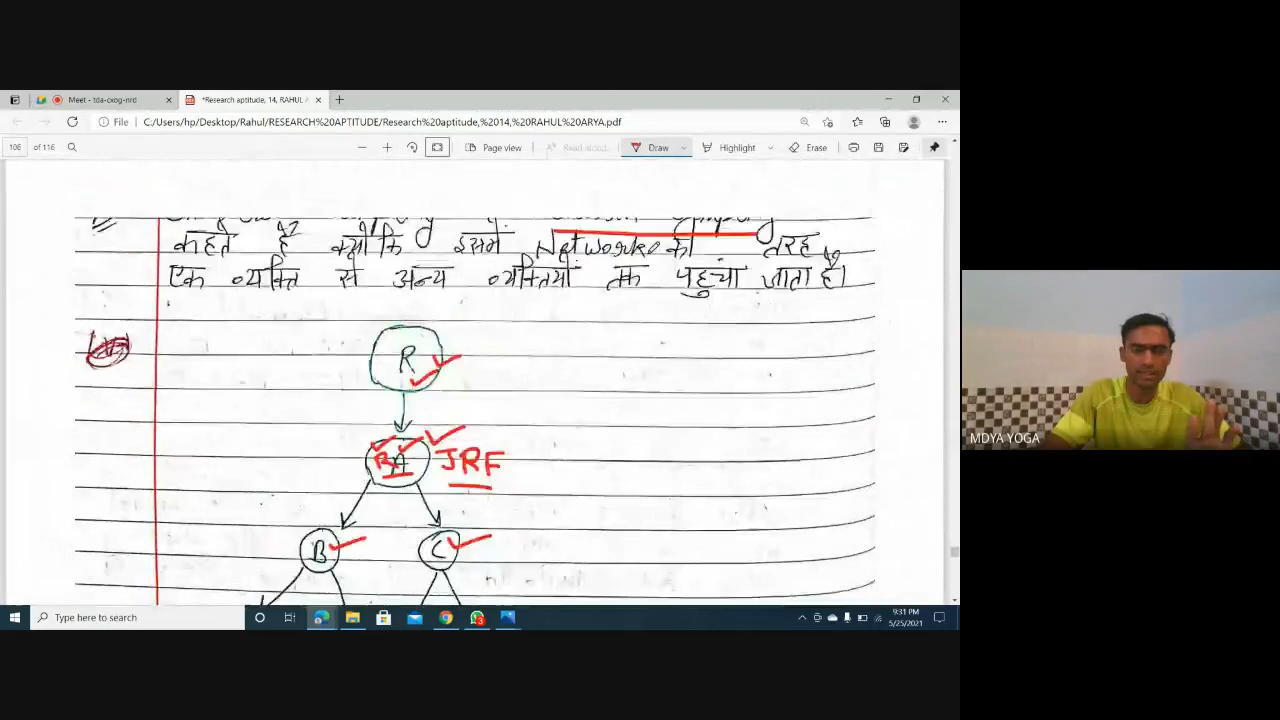 Meet - tda-cxog-nrd
*Research aptitude, 14, RAHUL A
File
C:/Users/hp/Desktop/Rahul/RESEARCH%20APTITUDE/Research%20aptitude,%2014,%20RAHUL%20ARYA.pdf
106 of 116
Page view
Read aloud
Draw
Highlight
Erase
कहते है क्योंकि इसमें Network की तरह
एक व्यक्ति से अन्य व्यक्तियों तक पहुचा जाता है।
R
A JRF
B C
MDYA YOGA
Type here to search
3
9:31 PM
5/25/2021